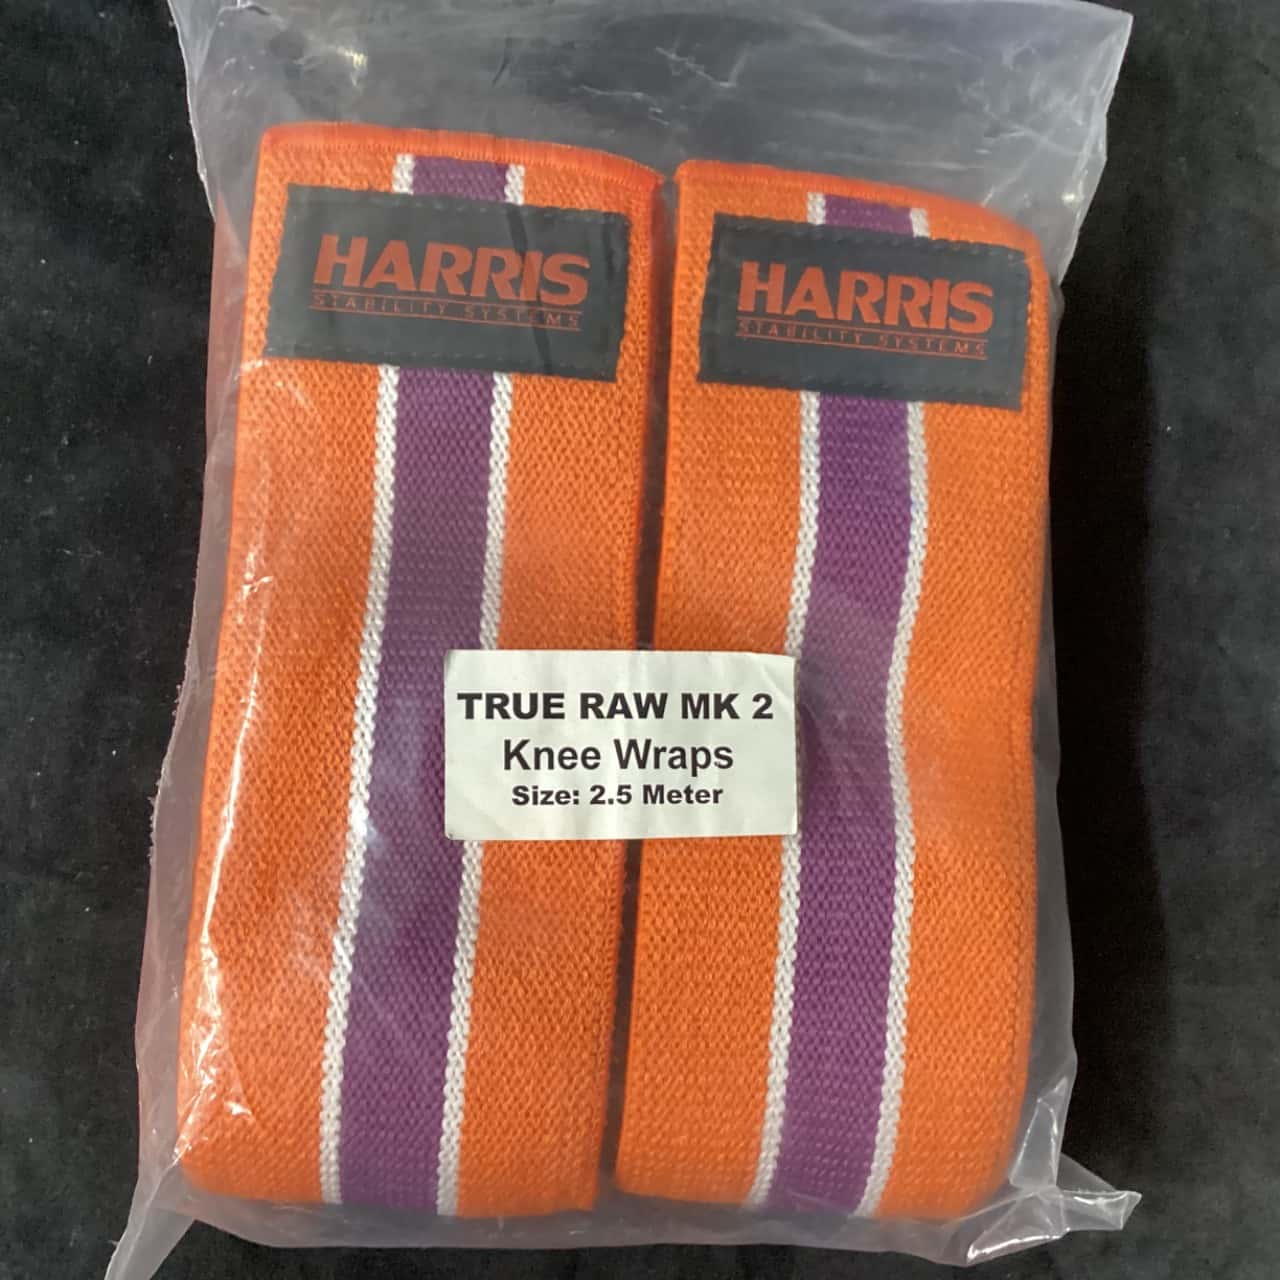 HARRIS
STABILITY SYSTEMS
HARRIS
STABILITY SYSTEMS
TRUE RAW MK 2
Knee Wraps
Size: 2.5 Meter